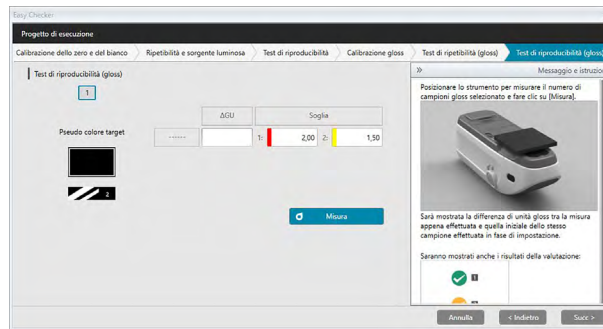 Easy Checker
Progetto di esecuzione
Calibrazione dello zero e del bianco
Ripetibilità e sorgente luminosa
Test di riproducibilità
Calibrazione gloss
Test di ripetibilità (gloss)
Test di riproducibilità (gloss)
Test di riproducibilità (gloss)
1
ΔGU
Soglia
Pseudo colore target
------
1:
2,00
2:
1,50
2
Misura
»
Messaggio e istruzio
Posizionare lo strumento per misurare il numero di
campioni gloss selezionato e fare clic su [Misura].
Sarà mostrata la differenza di unità gloss tra la misura
appena effettuata e quella iniziale dello stesso
campione effettuata in fase di impostazione.
Saranno mostrati anche i risultati della valutazione:
1
Annulla
< Indietro
Succ >